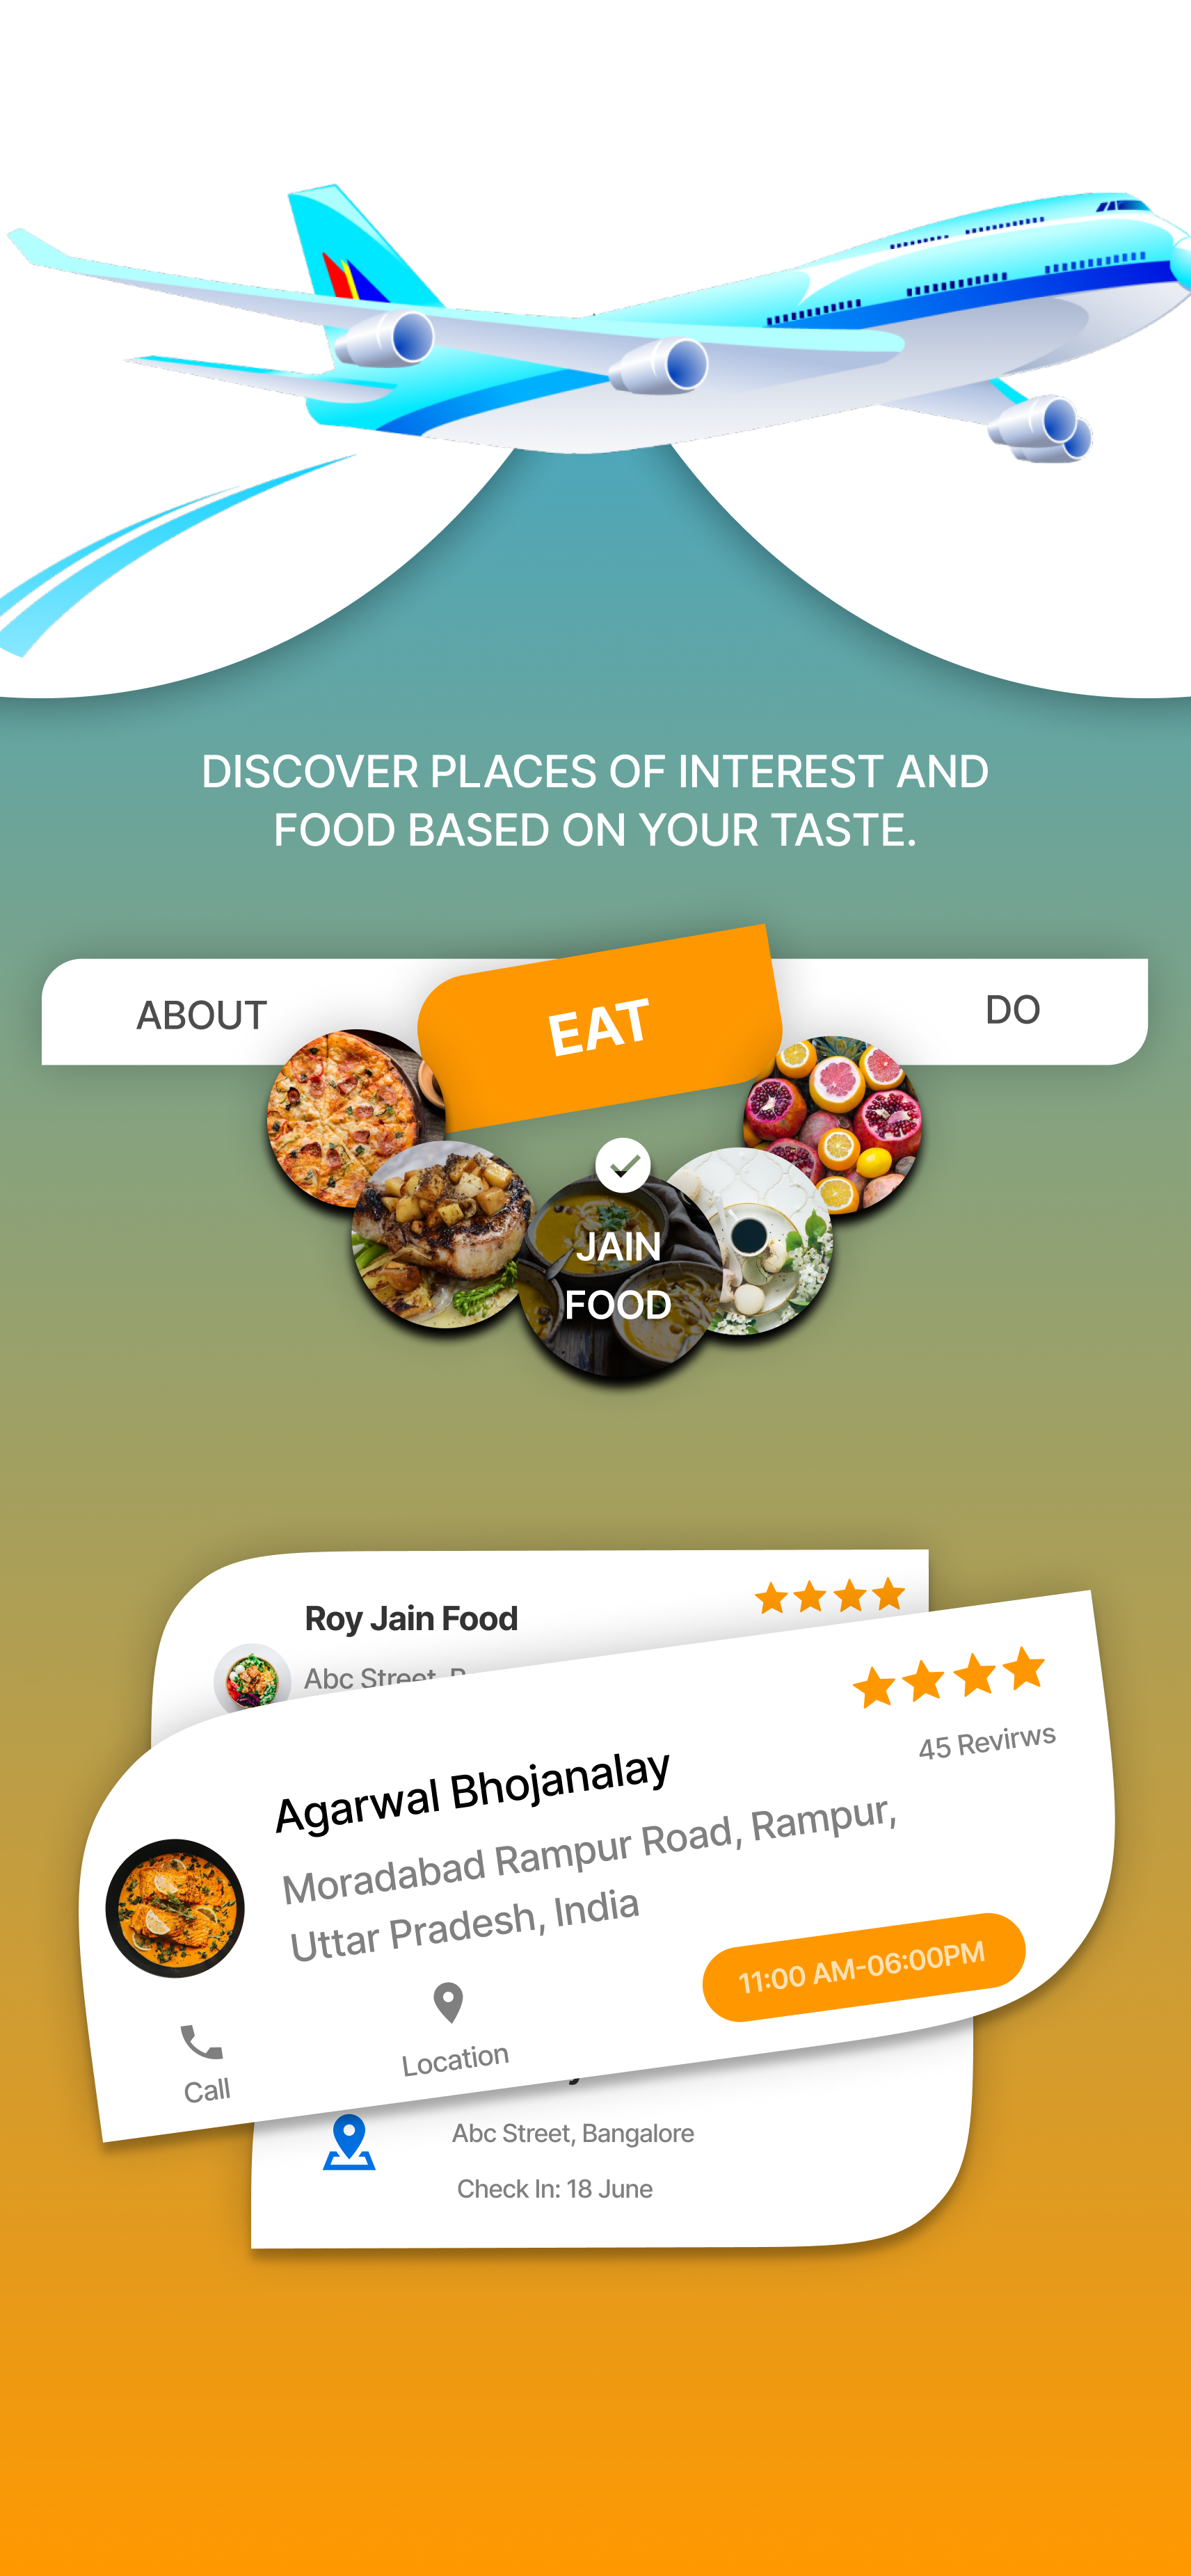 DISCOVER PLACES OF INTEREST AND
FOOD BASED ON YOUR TASTE.
ABOUT
EAT
DO
JAIN
FOOD
Roy Jain Food
Abc Street,
Agarwal Bhojanalay
45 Revirws
Moradabad Rampur Road, Rampur,
Uttar Pradesh, India
11:00 AM-06:00PM
Call
Location
Abc Street, Bangalore
Check In: 18 June